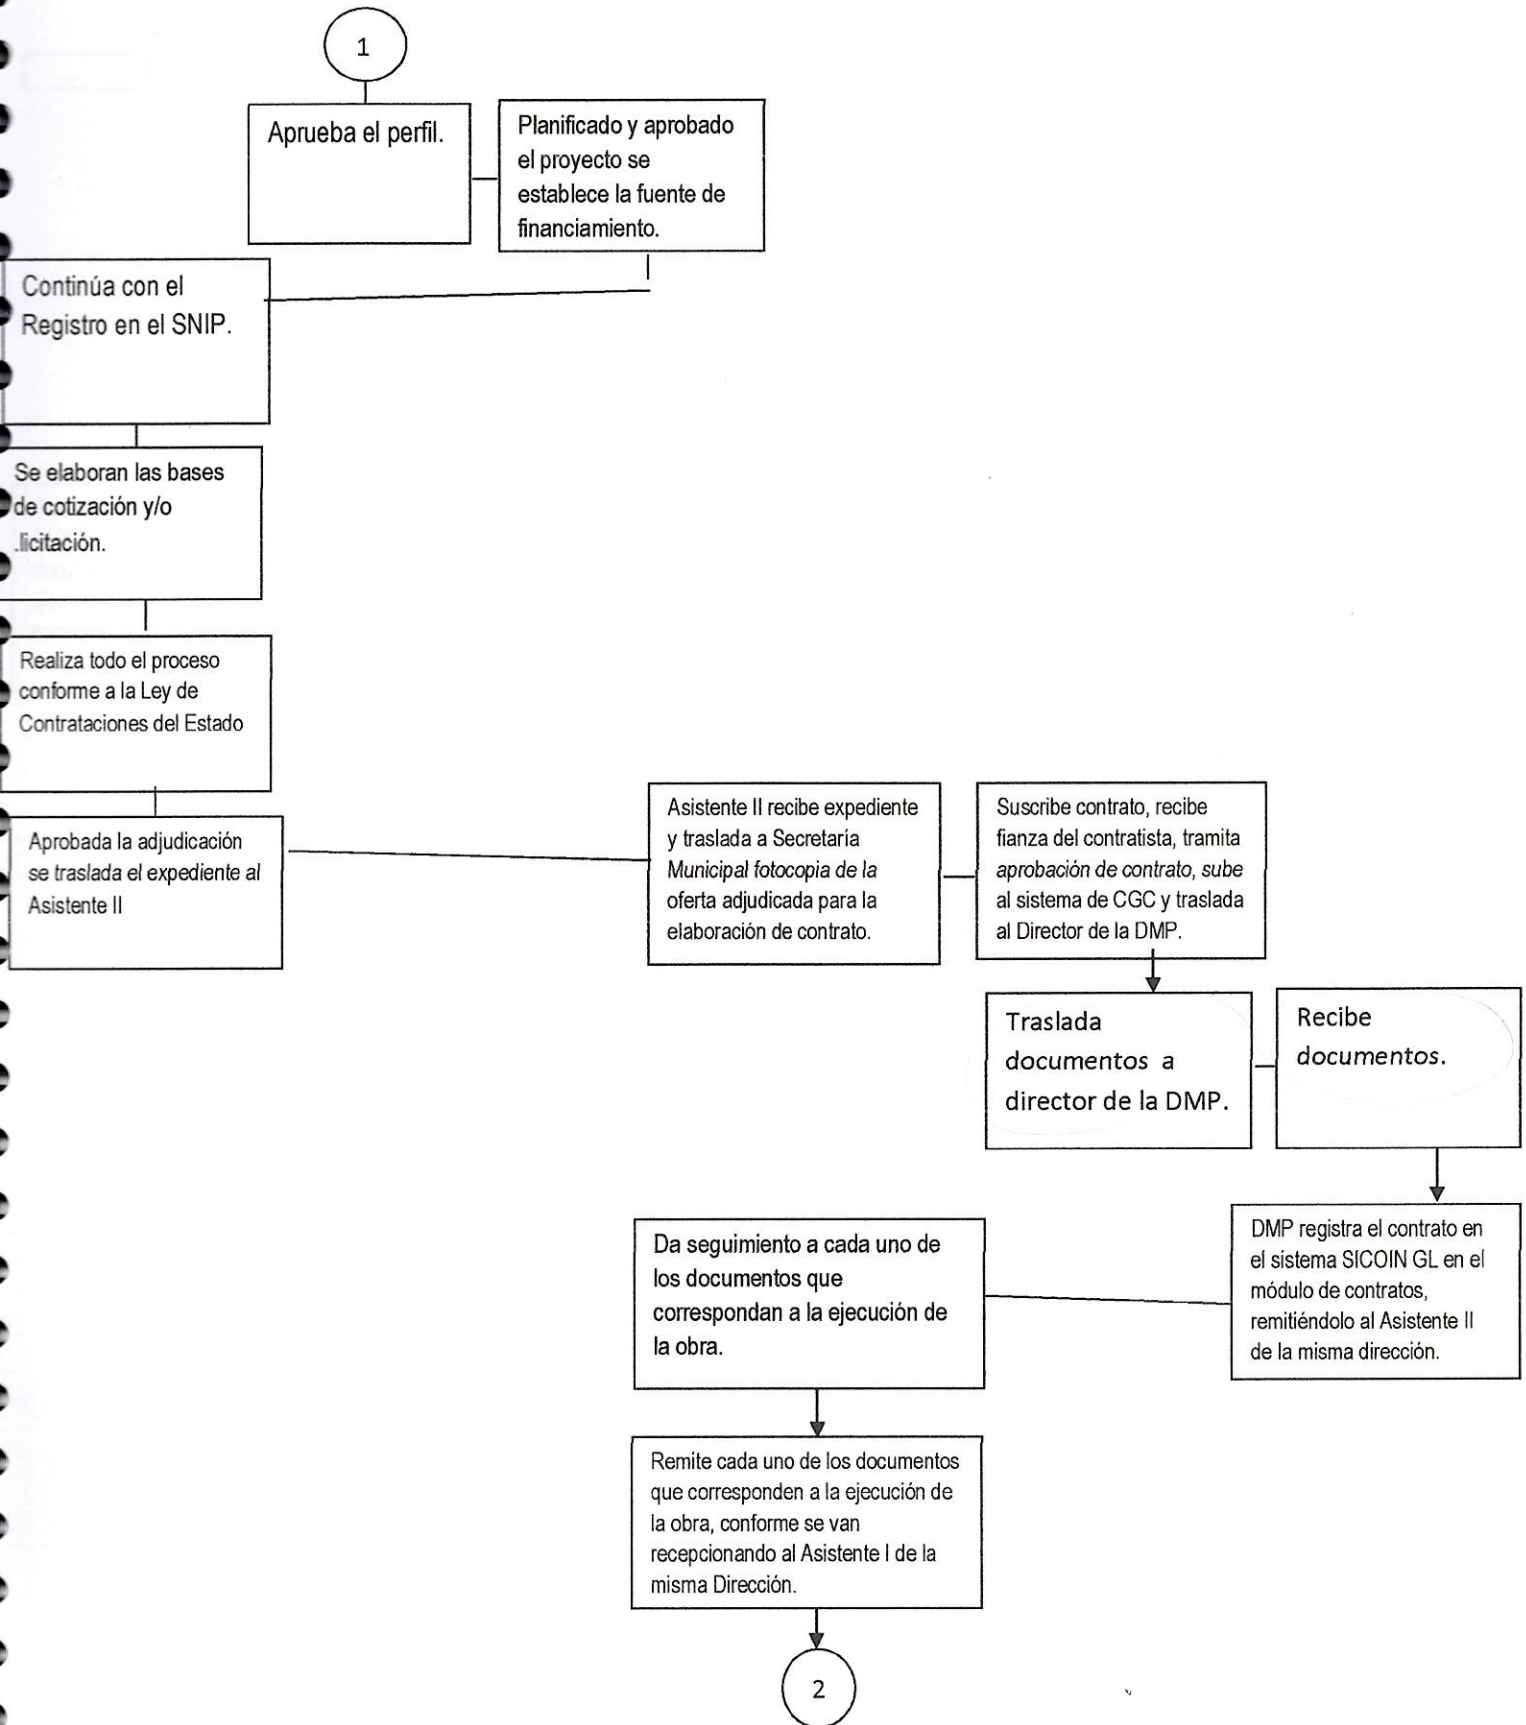 1
Aprueba el perfil.
Planificado y aprobado
el proyecto se
establece la fuente de
financiamiento.
Continúa con el
Registro en el SNIP.
Se elaboran las bases
de cotización y/o
.licitación.
Realiza todo el proceso
conforme a la Ley de
Contrataciones del Estado
Aprobada la adjudicación
se traslada el expediente al
Asistente II
Asistente II recibe expediente
y traslada a Secretaría
Municipal fotocopia de la
oferta adjudicada para la
elaboración de contrato.
Suscribe contrato, recibe
fianza del contratista, tramita
aprobación de contrato, sube
al sistema de CGC y traslada
al Director de la DMP.
Traslada
documentos a
director de la DMP.
Recibe
documentos.
DMP registra el contrato en
el sistema SICOIN GL en el
módulo de contratos,
remitiéndolo al Asistente II
de la misma dirección.
Da seguimiento a cada uno de
los documentos que
correspondan a la ejecución de
la obra.
Remite cada uno de los documentos
que corresponden a la ejecución de
la obra, conforme se van
recepcionando al Asistente I de la
misma Dirección.
2